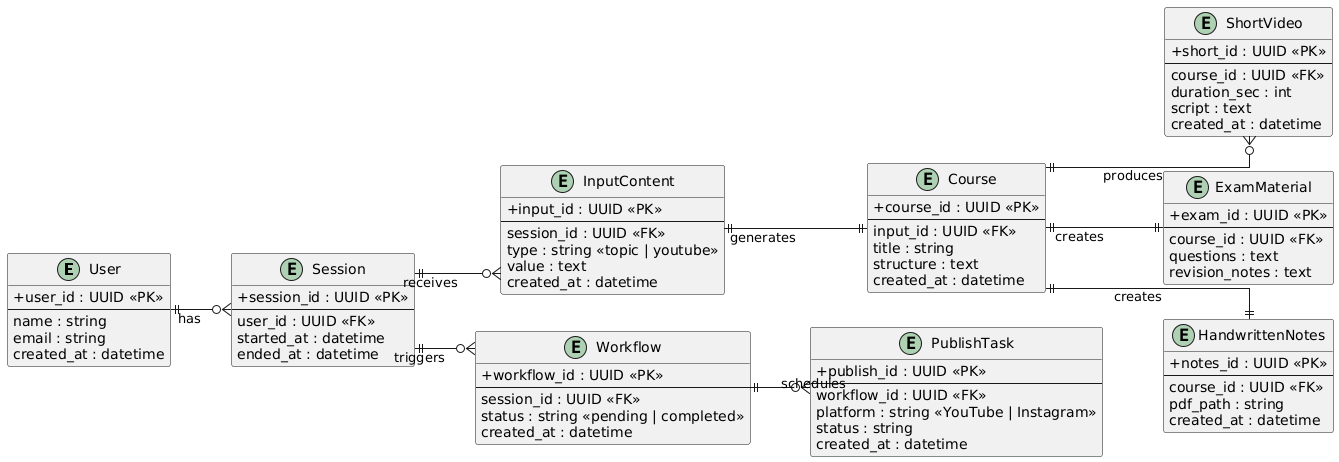 E ShortVideo
+short_id : UUID «PK»
course_id : UUID «FK»
duration_sec : int
script : text
created_at : datetime
produces
E InputContent
+input_id : UUID «PK»
session_id : UUID «FK»
type : string «topic | youtube»
value : text
created_at : datetime
generates
E Course
+course_id : UUID «PK»
input_id : UUID «FK»
title : string
structure : text
created_at : datetime
creates
E ExamMaterial
+exam_id : UUID «PK»
course_id : UUID «FK»
questions : text
revision_notes : text
creates
E User
+user_id : UUID «PK»
name : string
email : string
created_at : datetime
has
E Session
+session_id : UUID «PK»
user_id : UUID «FK»
started_at : datetime
ended_at : datetime
receives
triggers
E Workflow
+workflow_id : UUID «PK»
session_id : UUID «FK»
status : string «pending | completed»
created_at : datetime
schedules
E PublishTask
+publish_id : UUID «PK»
workflow_id : UUID «FK»
platform : string «YouTube | Instagram»
status : string
created_at : datetime
E HandwrittenNotes
+notes_id : UUID «PK»
course_id : UUID «FK»
pdf_path : string
created_at : datetime